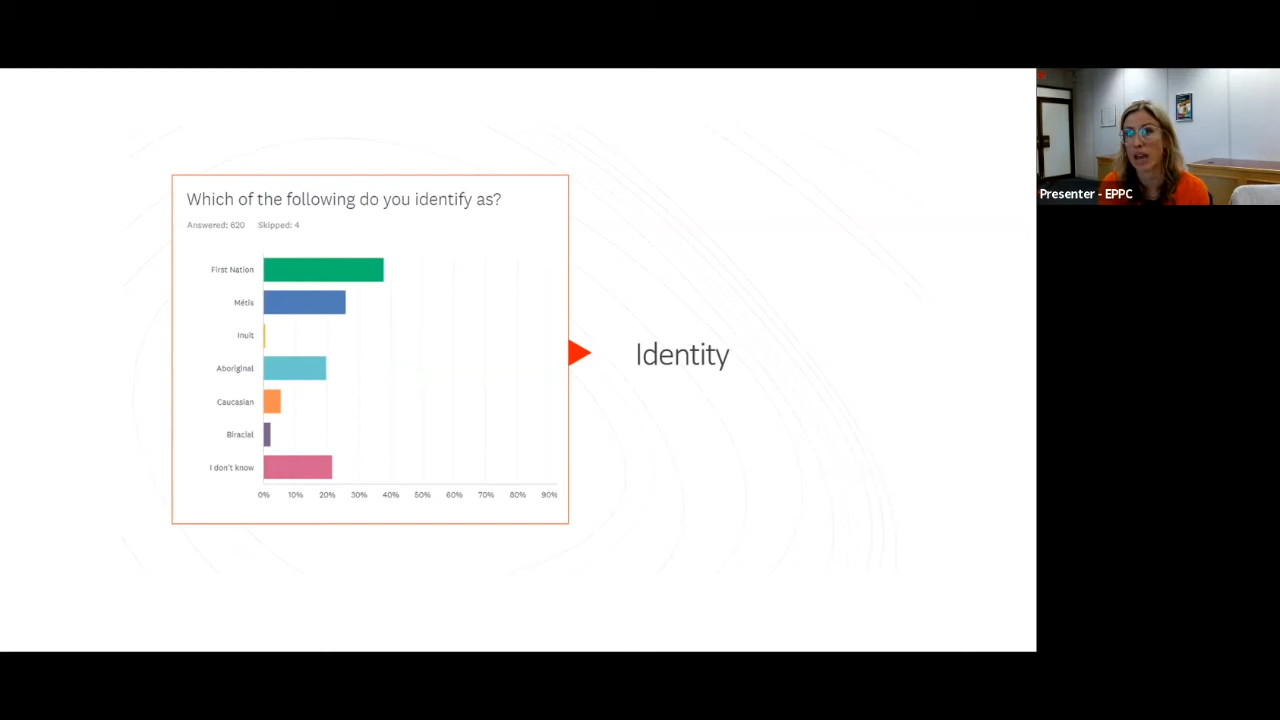 Which of the following do you identify as?
Answered: 620 Skipped: 4
First Nation
Métis
Inuit
Aboriginal
Caucasian
Biracial
I don't know
0% 10% 20% 30% 40% 50% 60% 70% 80% 90%
Identity
Presenter - EPPC